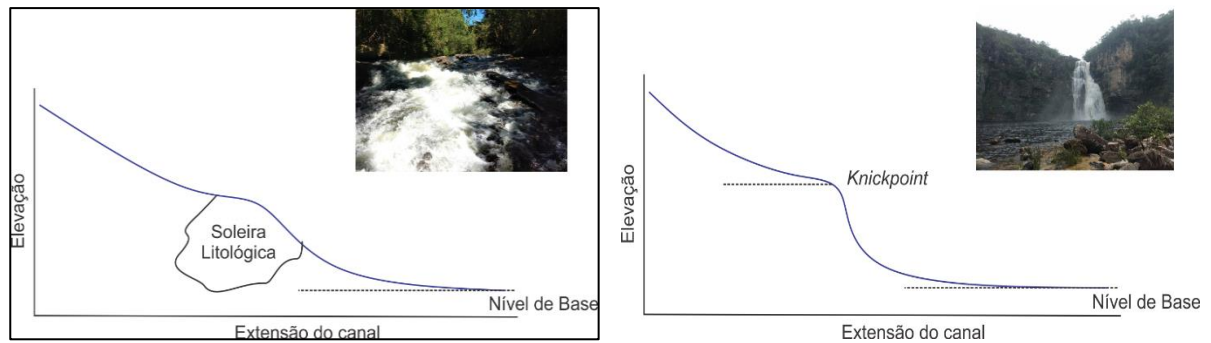 Elevação
Soleira
Litológica
Nível de Base
Extensão do canal
Elevação
Knickpoint
Nível de Base
Extensão do canal